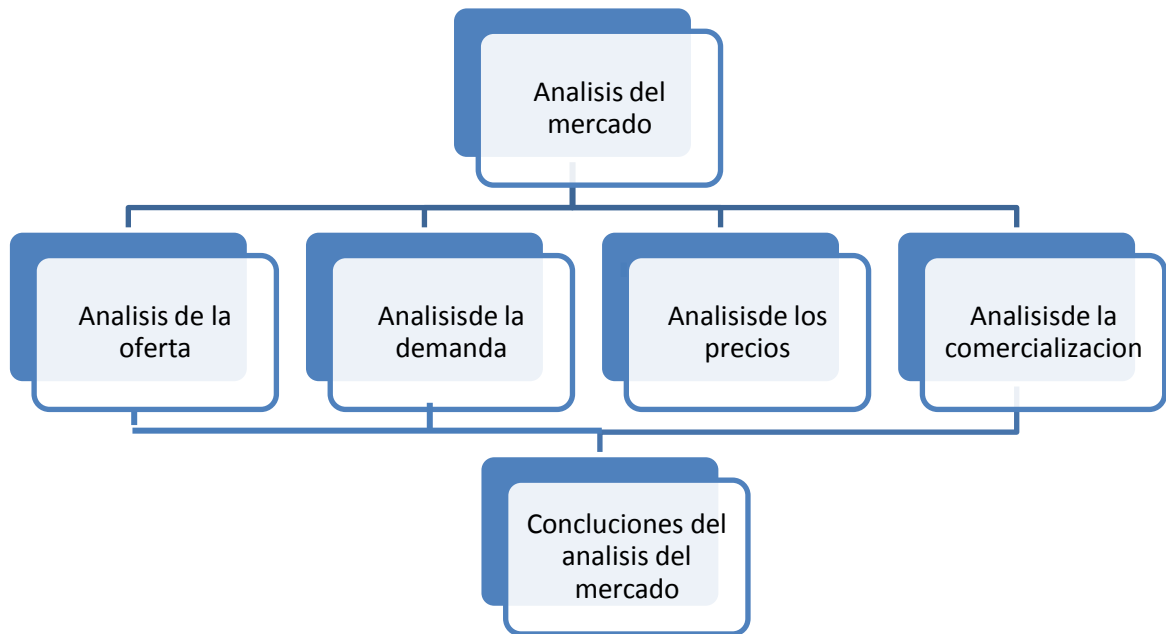 Analisis del
mercado
Analisis de la
oferta
Analisisde la
demanda
Analisisde los
precios
Analisisde la
comercializacion
Concluciones del
analisis del
mercado